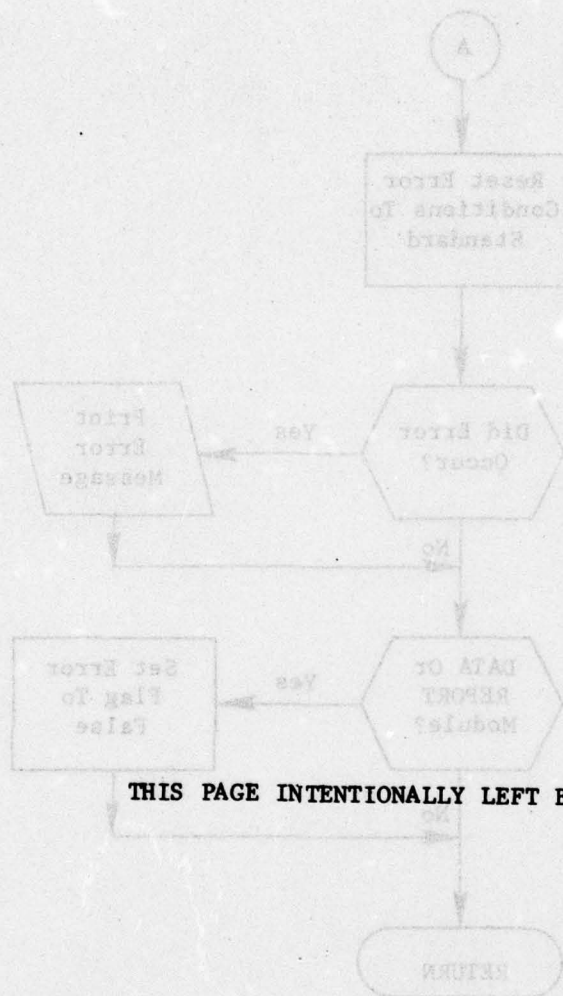 A
Reset Error
Conditions To
Standard
Did Error
Occur?
Yes
Print
Error
Message
No
DATA Or
REPORT
Module?
Yes
Set Error
Flag To
False
THIS PAGE INTENTIONALLY LEFT
No
RETURN